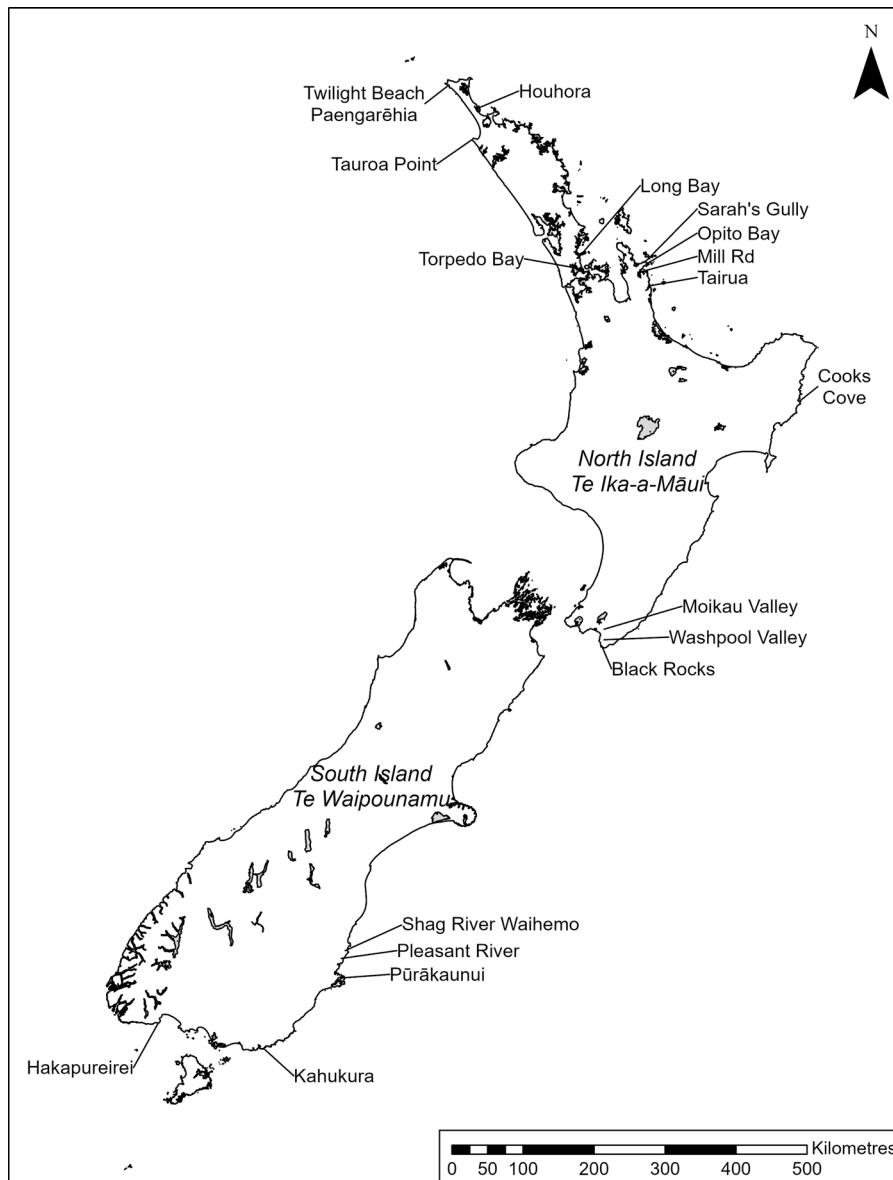 N
Twilight Beach
Paengarēhia
Houhora
Tauroa Point
Long Bay
Sarah's Gully
Opito Bay
Torpedo Bay
Mill Rd
Tairua
Cooks
Cove
North Island
Te Ika-a-Māui
Moikau Valley
Washpool Valley
Black Rocks
South Island
Te Waipounamu
Shag River Waihemo
Pleasant River
Pūrākaunui
Hakapureirei
Kahukura
Kilometres
0 50 100 200 300 400 500